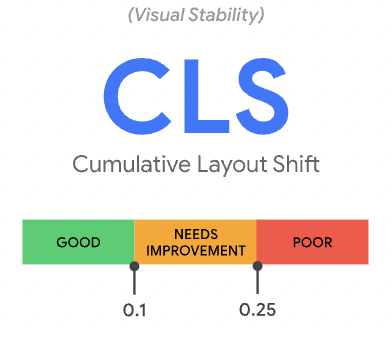 (Visual Stability)
CLS
Cumulative Layout Shift
GOOD
NEEDS
IMPROVEMENT
POOR
0.1
0.25